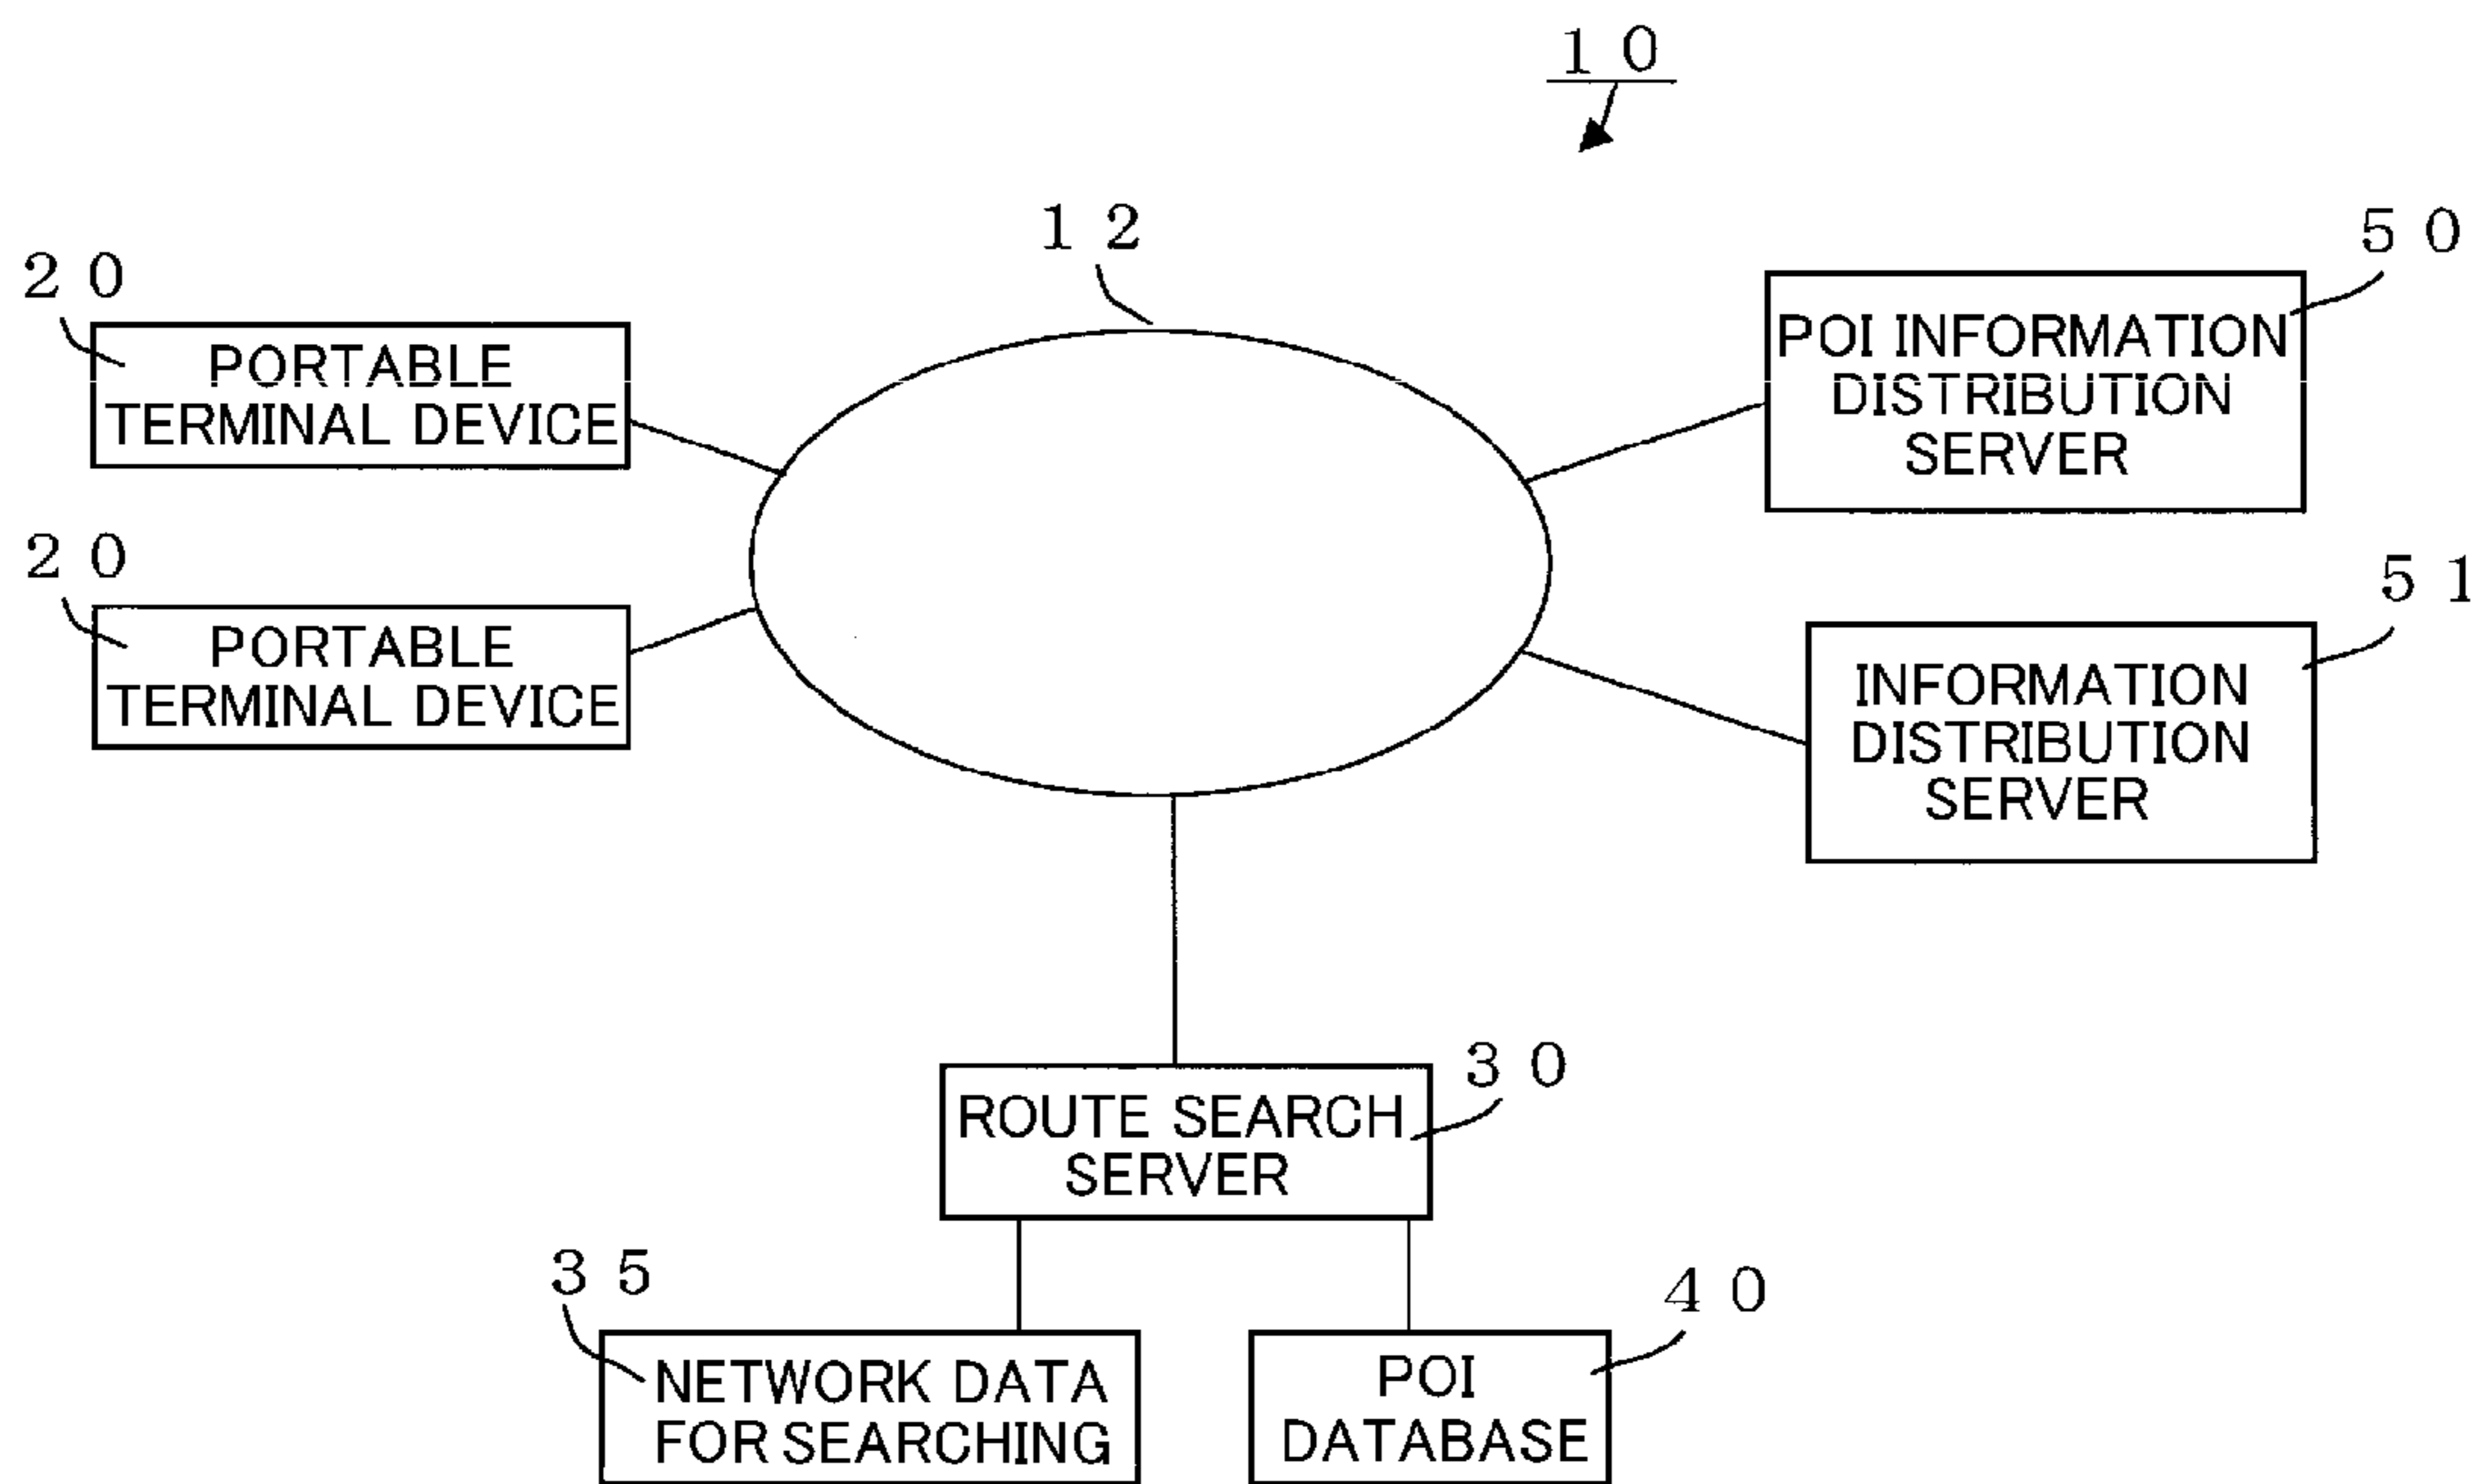 10
12
20
PORTABLE
TERMINAL DEVICE
50
POI INFORMATION
DISTRIBUTION
SERVER
20
PORTABLE
TERMINAL DEVICE
51
INFORMATION
DISTRIBUTION
SERVER
30
ROUTE SEARCH
SERVER
35
NETWORK DATA
FOR SEARCHING
40
POI
DATABASE